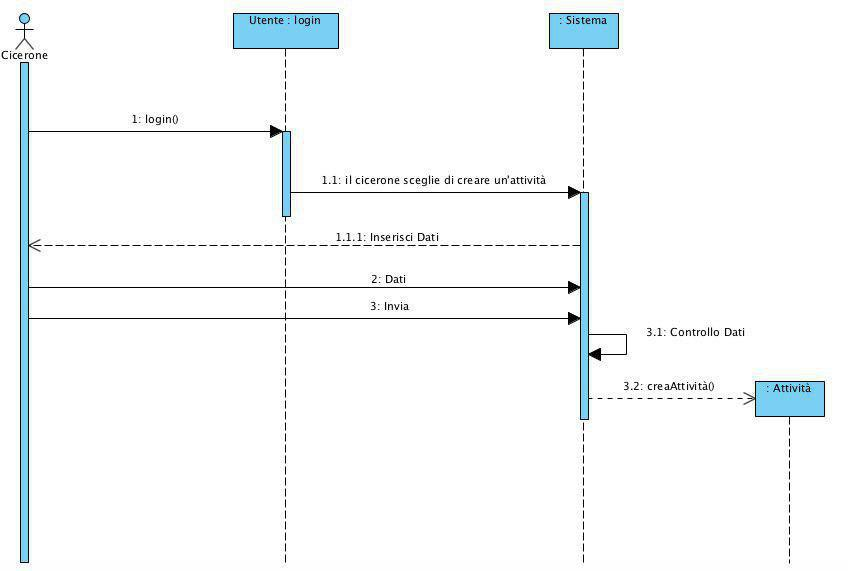 Utente : login
: Sistema
Cicerone
1: login()
1.1: il cicerone sceglie di creare un'attività
1.1.1: Inserisci Dati
2: Dati
3: Invia
3.1: Controllo Dati
3.2: creaAttività()
: Attività